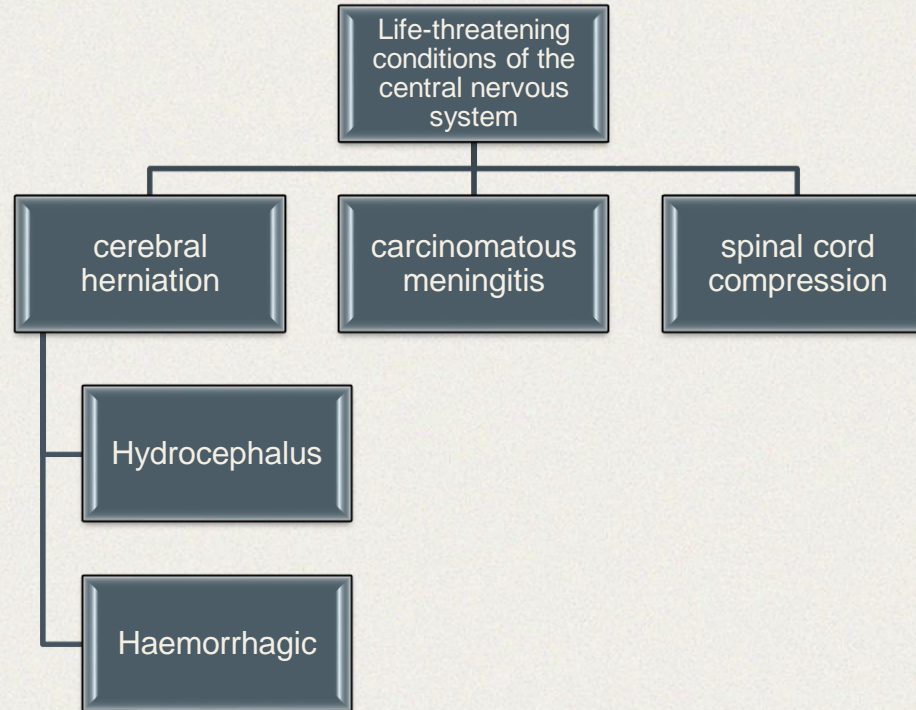 Life-threatening
conditions of the
central nervous
system
cerebral
herniation
carcinomatous
meningitis
spinal cord
compression
Hydrocephalus
Haemorrhagic